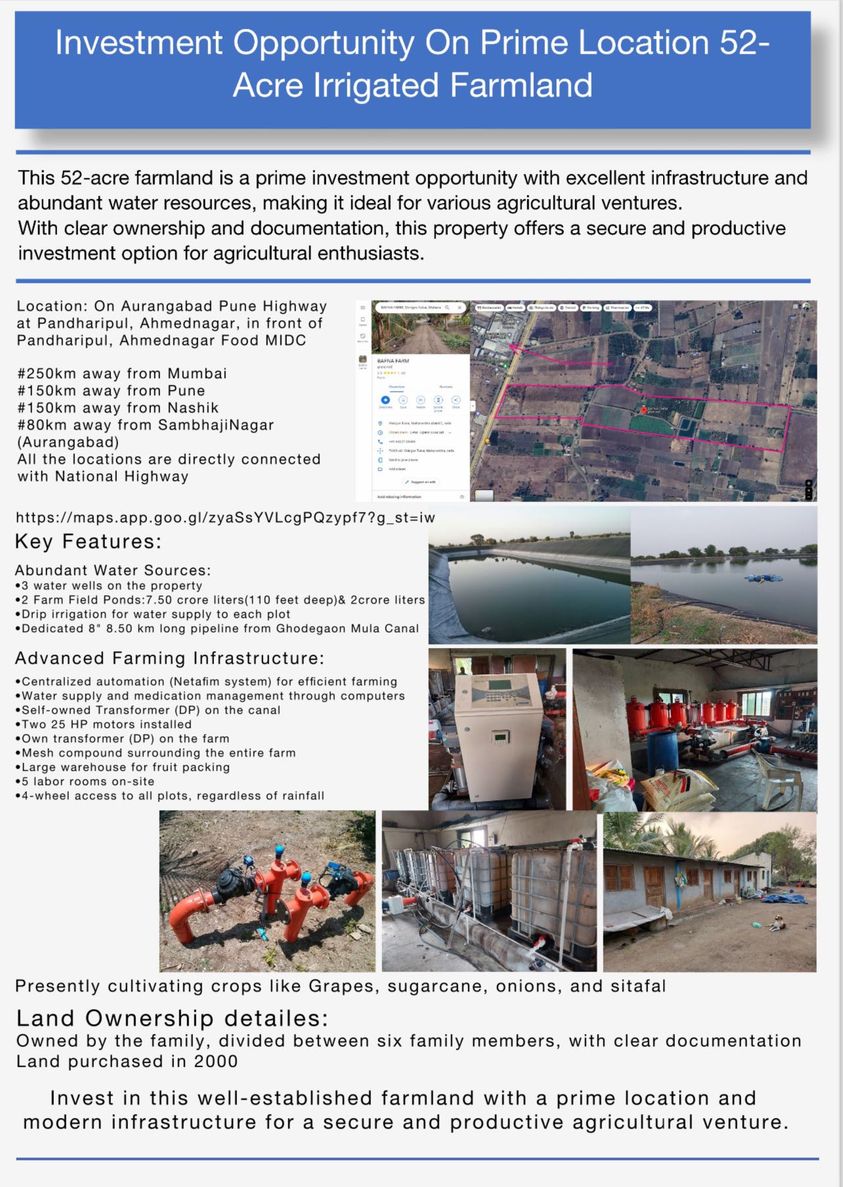 Investment Opportunity On Prime Location 52-
Acre Irrigated Farmland
This 52-acre farmland is a prime investment opportunity with excellent infrastructure and
abundant water resources, making it ideal for various agricultural ventures.
With clear ownership and documentation, this property offers a secure and productive
investment option for agricultural enthusiasts.
Location: On Aurangabad Pune Highway
at Pandharipul, Ahmednagar, in front of
Pandharipul, Ahmednagar Food MIDC
#250km away from Mumbai
#150km away from Pune
#150km away from Nashik
#80km away from SambhajiNagar
(Aurangabad)
All the locations are directly connected
with National Highway
BAFNA FARM
https://maps.app.goo.gl/zyaSsYVLcgPQzypf7?g_st=iw
Key Features:
Abundant Water Sources:
•3 water wells on the property
•2 Farm Field Ponds:7.50 crore liters(110 feet deep)& 2crore liters
•Drip irrigation for water supply to each plot
•Dedicated 8" 8.50 km long pipeline from Ghodegaon Mula Canal
Advanced Farming Infrastructure:
•Centralized automation (Netafim system) for efficient farming
•Water supply and medication management through computers
•Self-owned Transformer (DP) on the canal
•Two 25 HP motors installed
•Own transformer (DP) on the farm
•Mesh compound surrounding the entire farm
•Large warehouse for fruit packing
•5 labor rooms on-site
•4-wheel access to all plots, regardless of rainfall
Presently cultivating crops like Grapes, sugarcane, onions, and sitafal
Land Ownership detailes:
Owned by the family, divided between six family members, with clear documentation
Land purchased in 2000
Invest in this well-established farmland with a prime location and
modern infrastructure for a secure and productive agricultural venture.